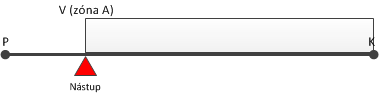 V (zóna A)
P
K
Nástup